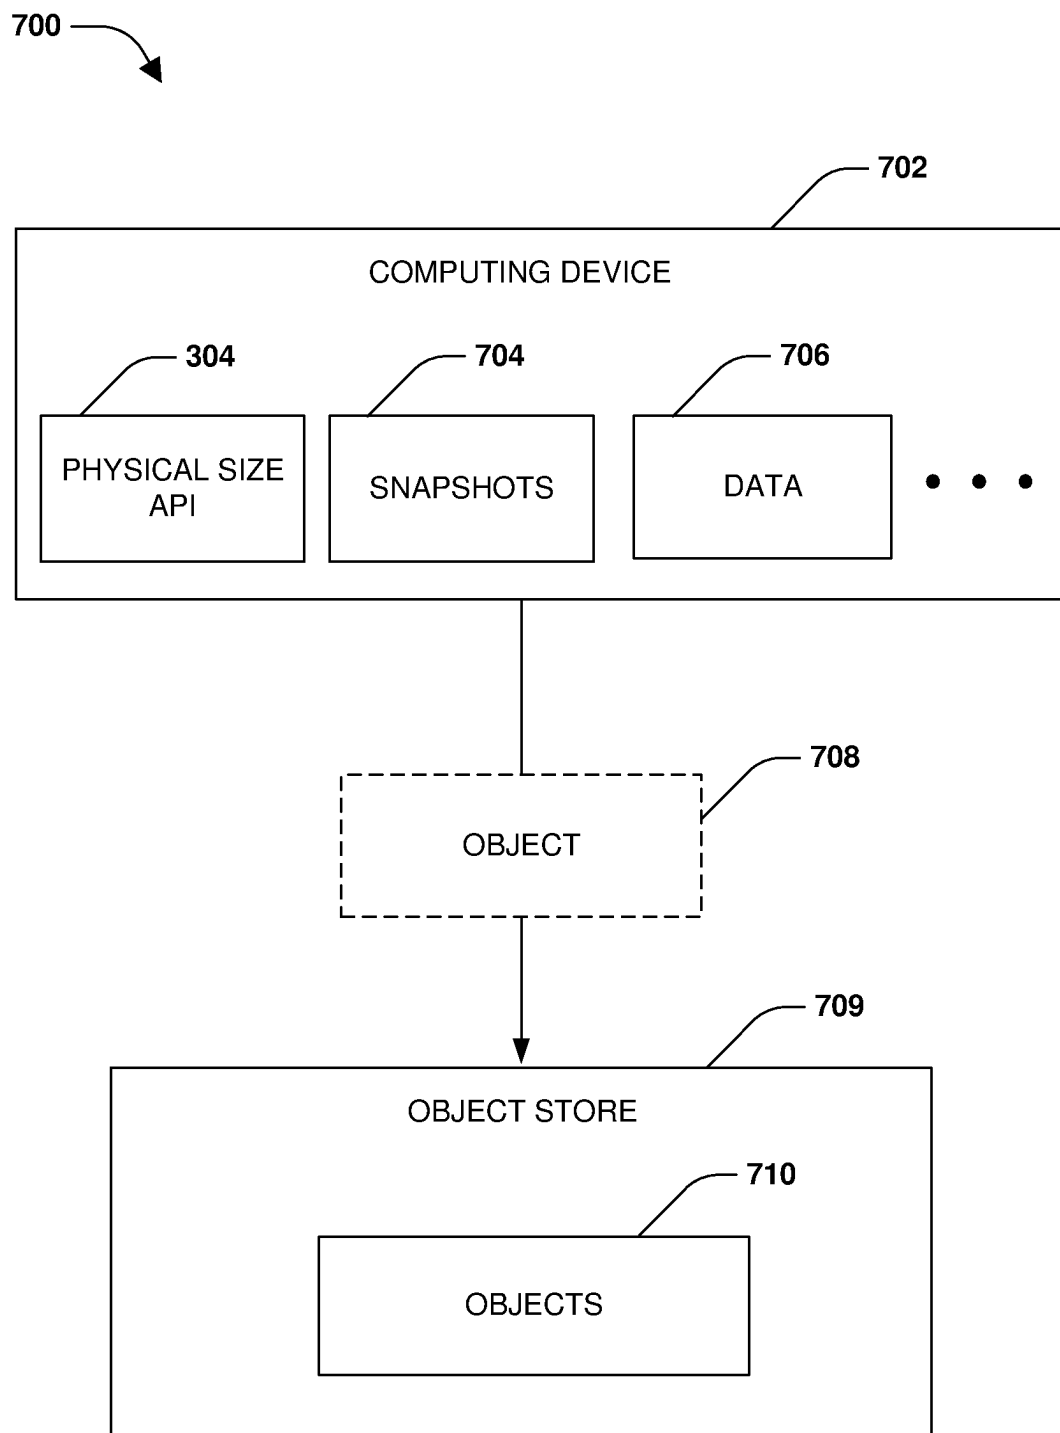 700
702
COMPUTING DEVICE
304
704
706
PHYSICAL SIZE
API
SNAPSHOTS
DATA
708
OBJECT
709
OBJECT STORE
710
OBJECTS